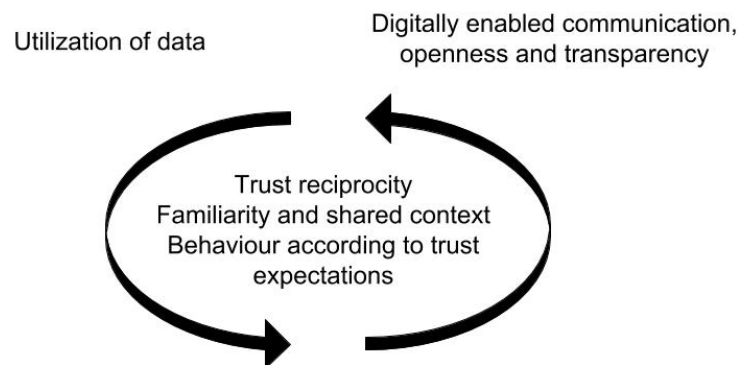 Utilization of data
Digitally enabled communication,
openness and transparency
Trust reciprocity
Familiarity and shared context
Behaviour according to trust
expectations